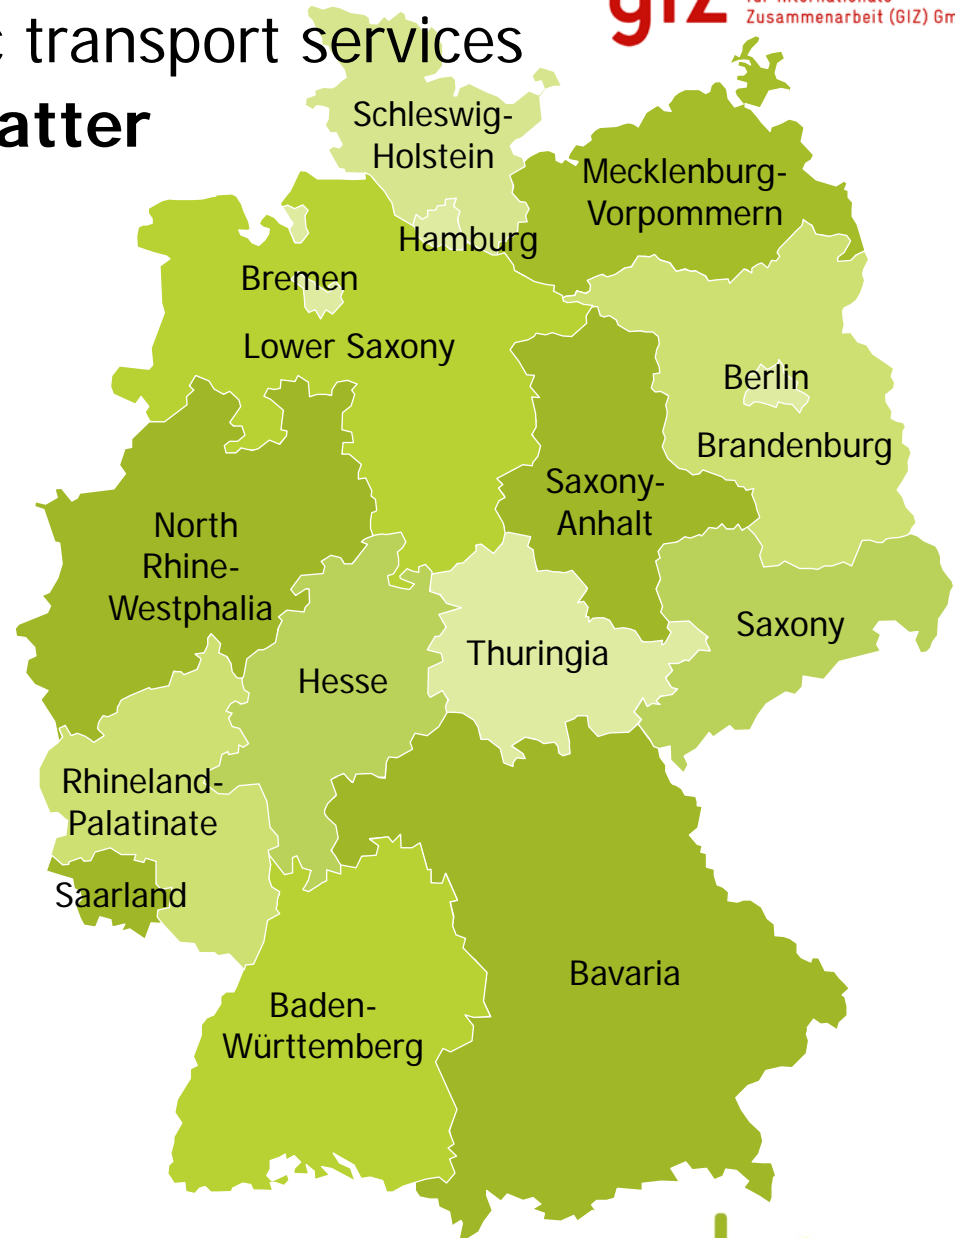 transport services
giz
Zusammenarbeit (GIZ) Gm
Schleswig-
Holstein
Mecklenburg-
Vorpommern
Hamburg
Bremen
Lower Saxony
Berlin
Brandenburg
Saxony-
Anhalt
North
Rhine-
Westphalia
Saxony
Thuringia
Hesse
Rhineland-
Palatinate
Saarland
Bavaria
Baden-
Württemberg